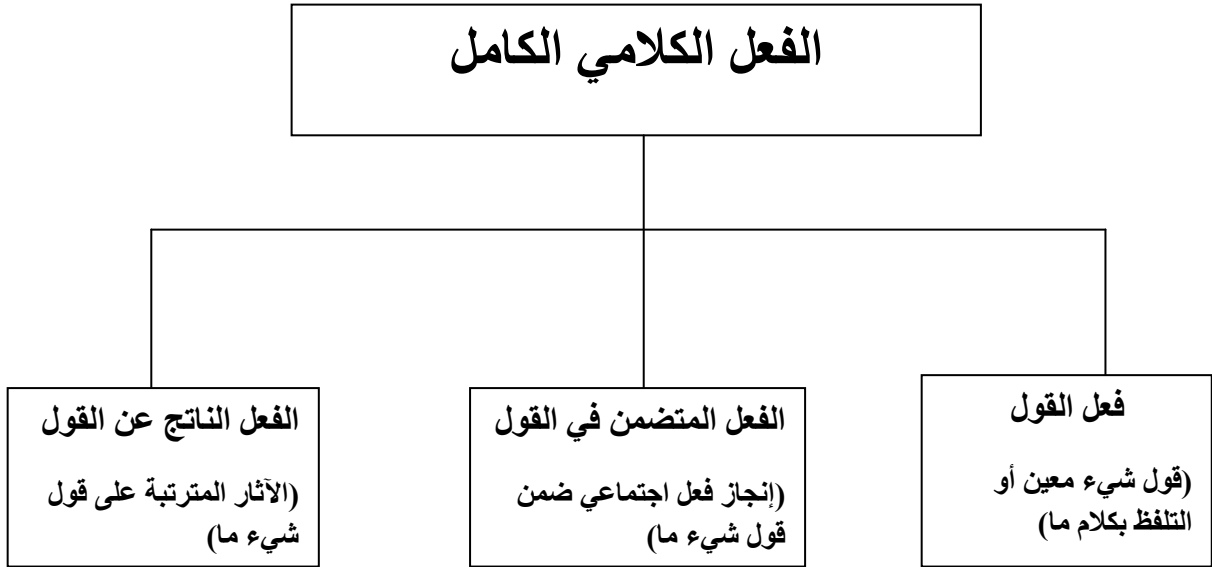 الفعل الكلامي الكامل
فعل القول
(قول شيء معين أو
التلفظ بكلام ما)
الفعل المتضمن في القول
(إنجاز فعل اجتماعي ضمن
قول شيء ما)
الفعل الناتج عن القول
(الآثار المترتبة على قول
شيء ما)